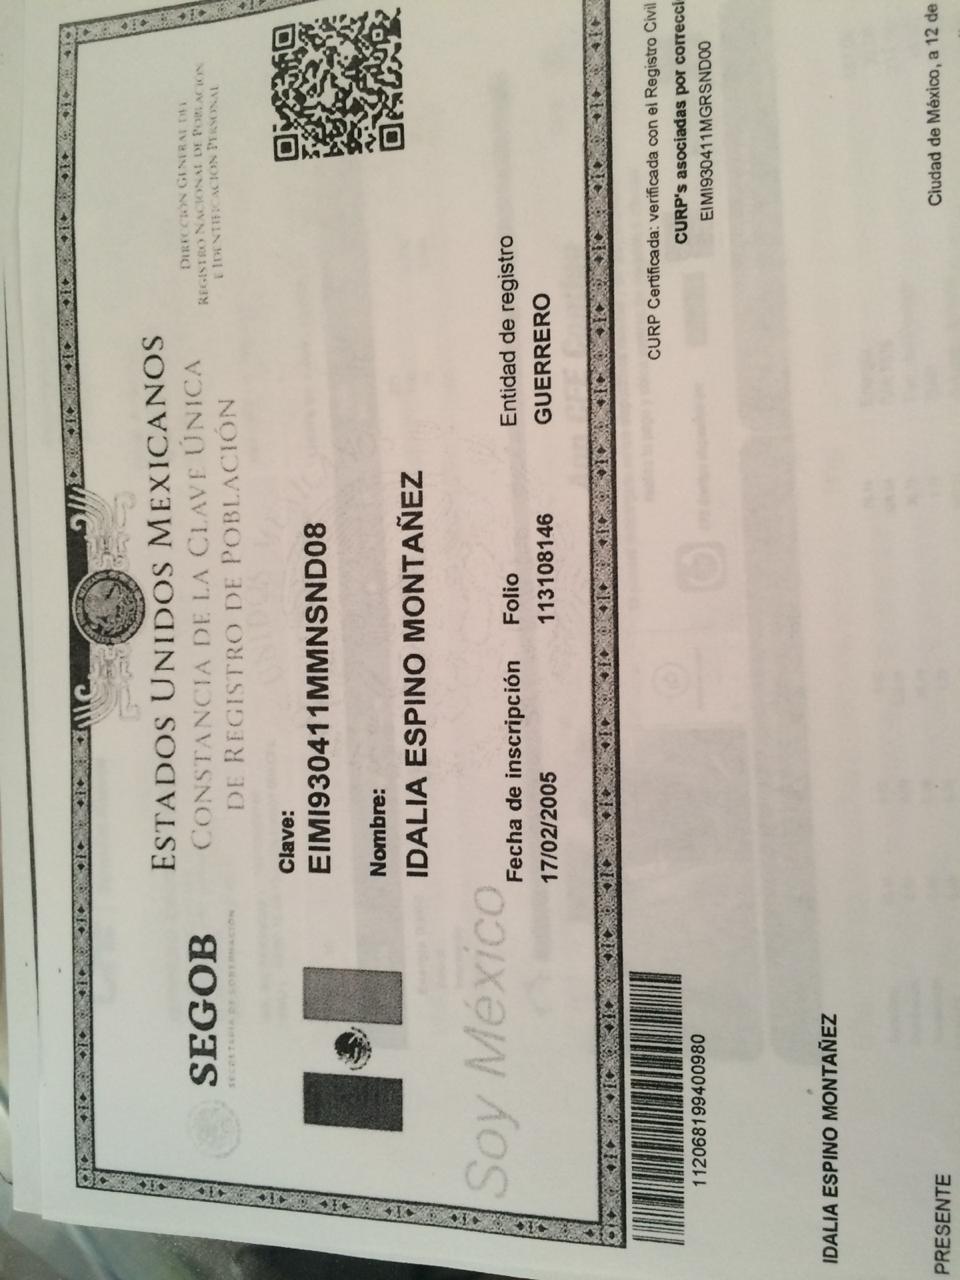 ESTADOS UNIDOS MEXICANOS
CONSTANCIA DE LA CLAVE ÚNICA
DE REGISTRO DE POBLACIÓN
SEGOB
SECRETARÍA DE GOBERNACIÓN
DIRECCIÓN GENERAL DEL
REGISTRO NACIONAL DE POBLACIÓN
E IDENTIFICACIÓN PERSONAL
Clave:
EIMI930411MMNSND08
Nombre:
IDALIA ESPINO MONTAÑEZ
Soy México
Fecha de inscripción Folio Entidad de registro
17/02/2005 113108146 GUERRERO
112068199400980
CURP Certificada: verificada con el Registro Civil
CURP's asociadas por correcci
EIMI930411MGRSND00
IDALIA ESPINO MONTAÑEZ
PRESENTE
Ciudad de México, a 12 de